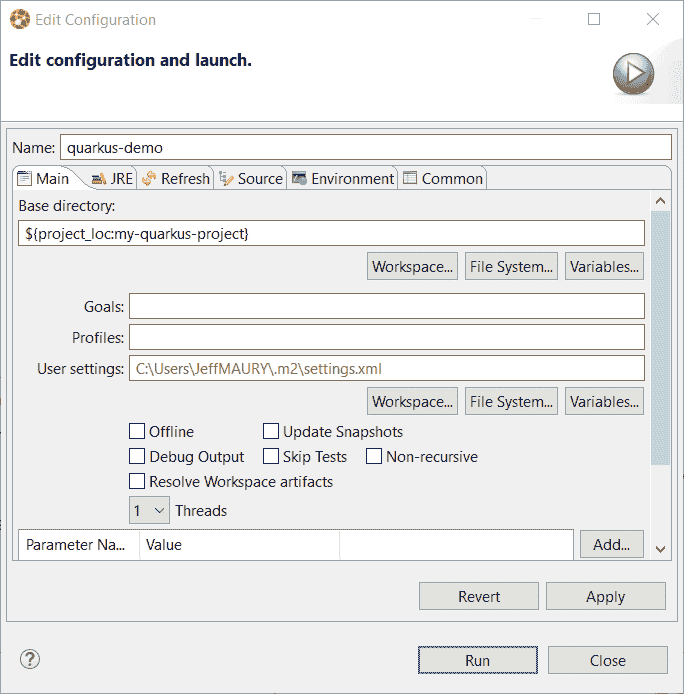 Edit Configuration
Edit configuration and launch.
Name: quarkus-demo
Main JRE Refresh Source Environment Common
Base directory:
${project_loc:my-quarkus-project}
Workspace... File System... Variables...
Goals:
Profiles:
User settings: C:\Users\JeffMAURY\.m2\settings.xml
Workspace... File System... Variables...
Offline Update Snapshots
Debug Output Skip Tests Non-recursive
Resolve Workspace artifacts
1 Threads
Parameter Na... Value Add...
Revert Apply
? Run Close